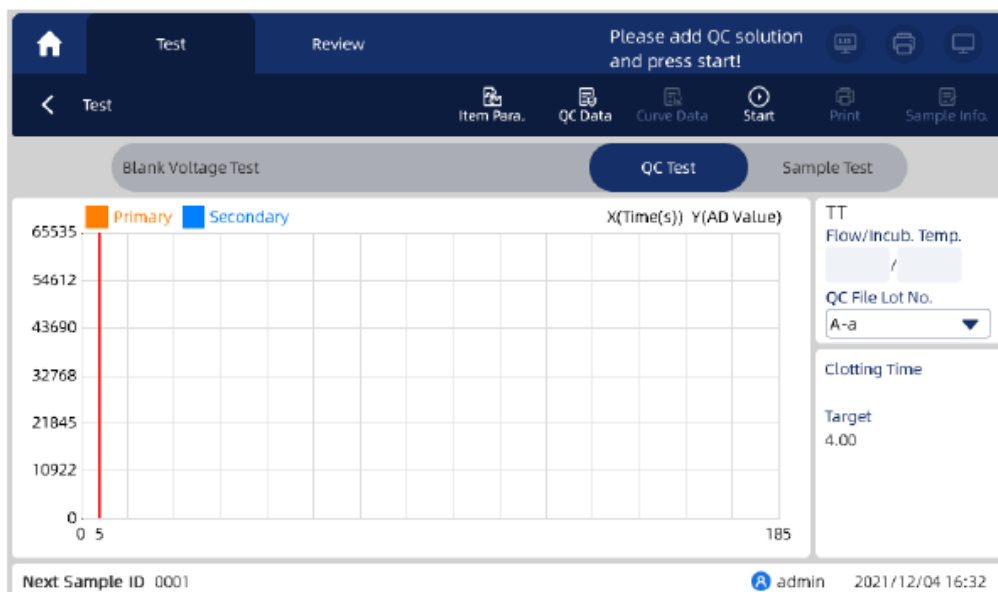 Test
Review
Please add QC solution
and press start!
Test
Item Para.
QC Data
Curve Data
Start
Print
Sample Info.
Blank Voltage Test
QC Test
Sample Test
Primary
Secondary
X(Time(s)) Y(AD Value)
65535
54612
43690
32768
21845
10922
0
0 5
185
TT
Flow/Incub. Temp.
/
QC File Lot No.
A-a
Clotting Time
Target
4.00
Next Sample ID 0001
admin
2021/12/04 16:32